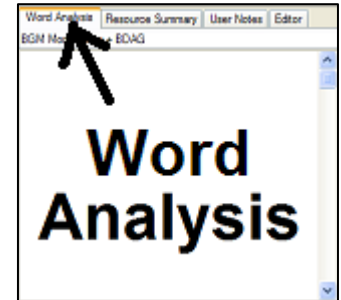 Word Analysis Resource Summary User Notes Editor
BGM BDAG
Word
Analysis